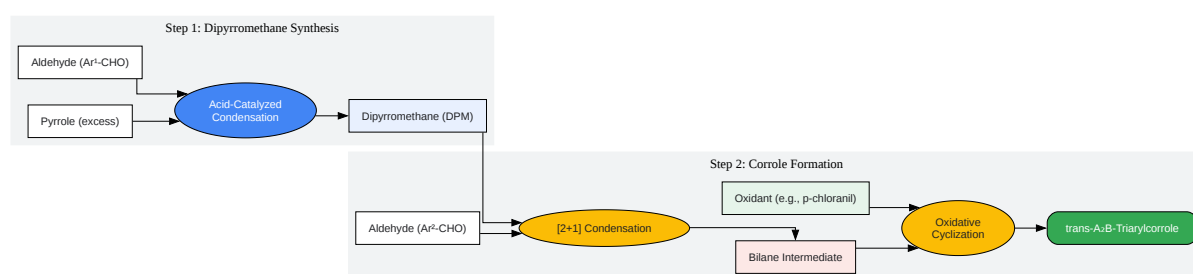 Step 1: Dipyrromethane Synthesis
Aldehyde (Ar¹-CHO)
Pyrrole (excess)
Acid-Catalyzed
Condensation
Dipyrromethane (DPM)
Step 2: Corrole Formation
Aldehyde (Ar²-CHO)
[2+1] Condensation
Oxidant (e.g., p-chloranil)
Bilane Intermediate
Oxidative
Cyclization
trans-A₂B-Triarylcorrole